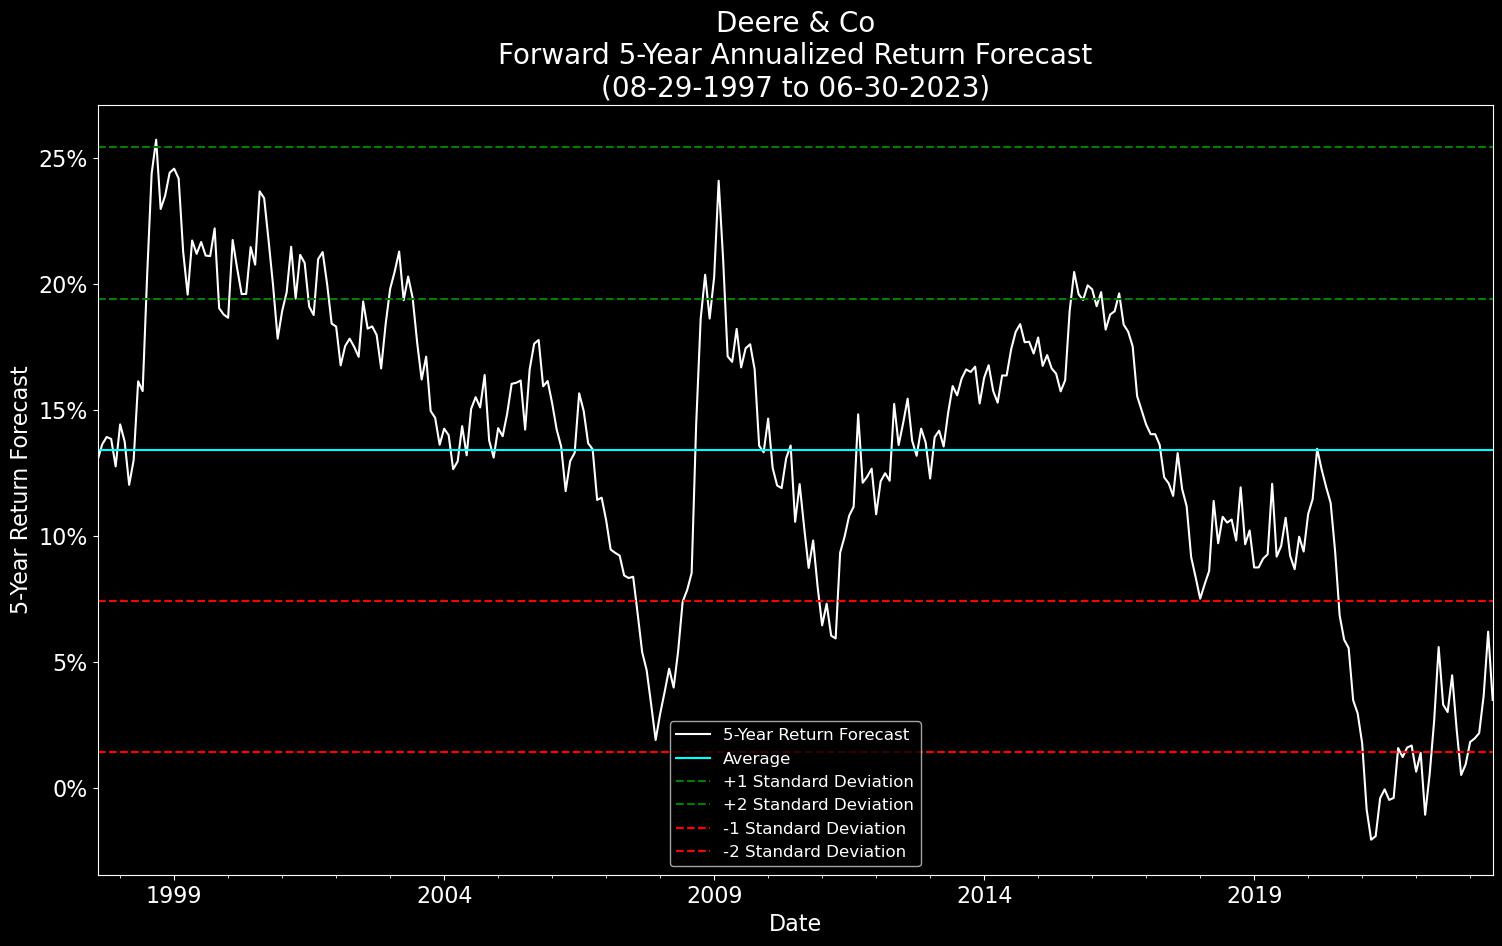 Deere & Co
Forward 5-Year Annualized Return Forecast
(08-29-1997 to 06-30-2023)
5-Year Return Forecast
25%
20%
15%
10%
5%
0%
5-Year Return Forecast
Average
+1 Standard Deviation
+2 Standard Deviation
-1 Standard Deviation
-2 Standard Deviation
1999 2004 2009 2014 2019
Date